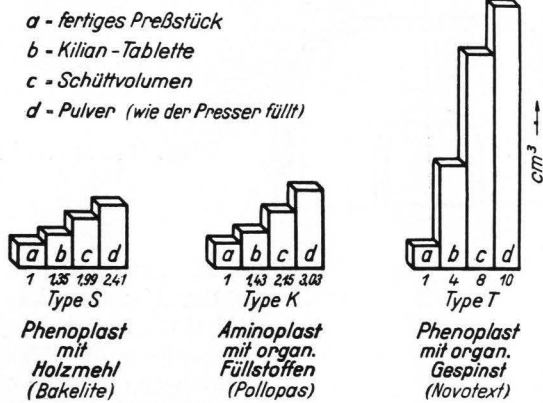 a - fertiges Preßstück
b - Kilian-Tablette
c - Schüttvolumen
d - Pulver (wie der Presser füllt)
cm³ →
a b c d
1 1,35 1,99 2,41
Type S
Phenoplast
mit
Holzmehl
(Bakelite)
a b c d
1 1,43 2,15 3,03
Type K
Aminoplast
mit organ.
Füllstoffen
(Pollopas)
a b c d
1 4 8 10
Type T
Phenoplast
mit organ.
Gespinst
(Novotext)